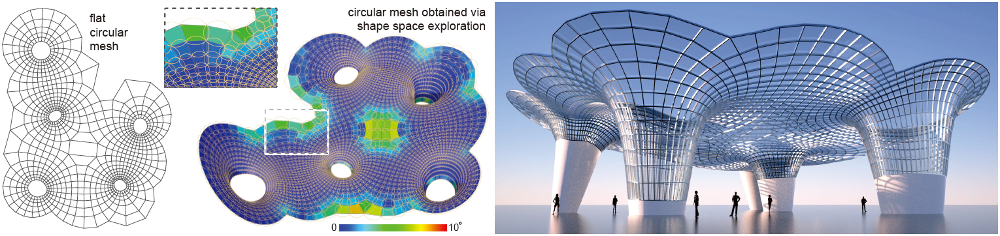 flat
circular
mesh
circular mesh obtained via
shape space exploration
0 10°